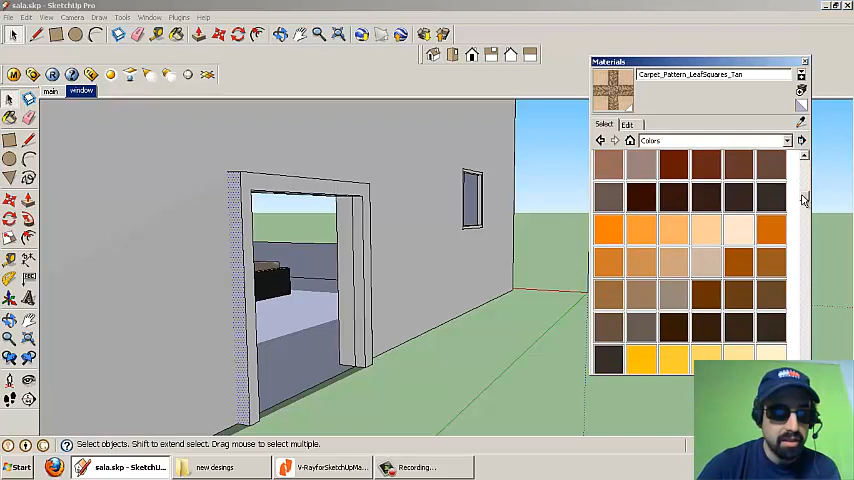 sala.skp - SketchUp Pro
File Edit View Camera Draw Tools Window Plugins Help
main window
Materials
Carpet_Pattern_LeafSquares_Tan
Select Edit
Colors
Select objects. Shift to extend select. Drag mouse to select multiple.
Start sala.skp - SketchU... new desings V-RayforSketchUpMa... Recording...